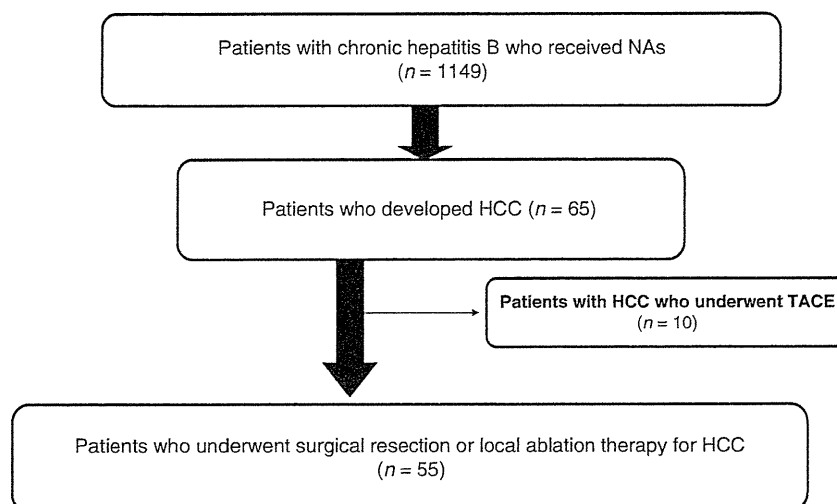 Patients with chronic hepatitis B who received NAs
(n = 1149)
Patients who developed HCC (n = 65)
Patients with HCC who underwent TACE
(n = 10)
Patients who underwent surgical resection or local ablation therapy for HCC
(n = 55)